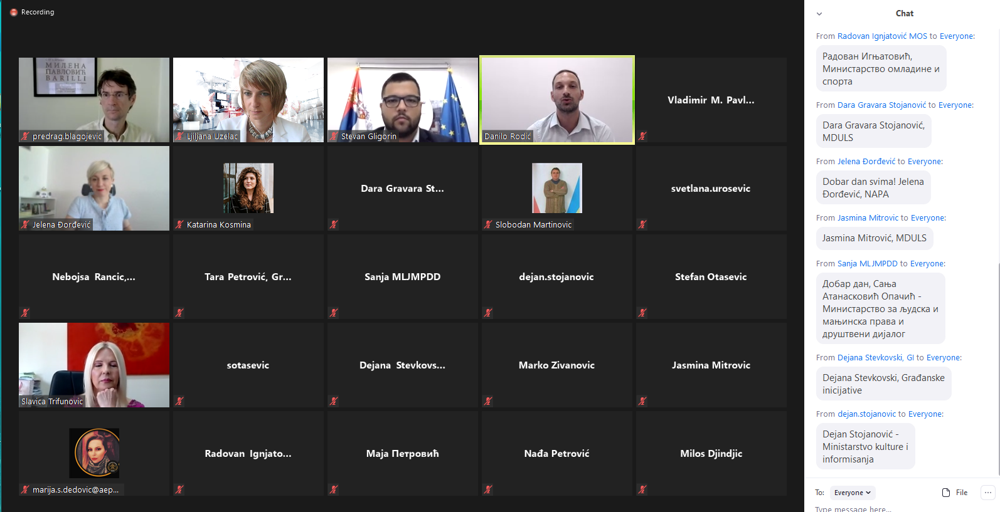 Recording
МИЛЕНА
ПАВЛОВИЋ
BARILLI
predrag.blagojevic
Ljiljana Uzelac
Stevan Gligorin
Danilo Rodić
Vladimir M. Pavl...
Jelena Đorđević
Katarina Kosmina
Dara Gravara St...
Slobodan Martinovic
svetlana.urosevic
Nebojsa Rancic,...
Tara Petrović, Gr...
Sanja MLJMPDD
dejan.stojanovic
Stefan Otasevic
Slavica Trifunovic
sotasevic
Dejana Stevkovs...
Marko Zivanovic
Jasmina Mitrovic
marija.s.dedovic@aep...
Radovan Ignjato...
Маја Петровић
Nađa Petrović
Milos Djindjic
Chat
From Radovan Ignjatović MOS to Everyone:
Радован Игњатовић,
Министарство омладине и
спорта
From Dara Gravara Stojanović to Everyone:
Dara Gravara Stojanović,
MDULS
From Jelena Đorđević to Everyone:
Dobar dan svima! Jelena
Đorđević, NAPA
From Jasmina Mitrovic to Everyone:
Jasmina Mitrović, MDULS
From Sanja MLJMPDD to Everyone:
Добар дан, Сања
Атанасковић Опачић -
Министарство за људска и
мањинска права и
друштвени дијалог
From Dejana Stevkovski, GI to Everyone:
Dejana Stevkovski, Građanske
inicijative
From dejan.stojanovic to Everyone:
Dejan Stojanović -
Ministarstvo kulture i
informisanja
To: Everyone
File
Type message here...